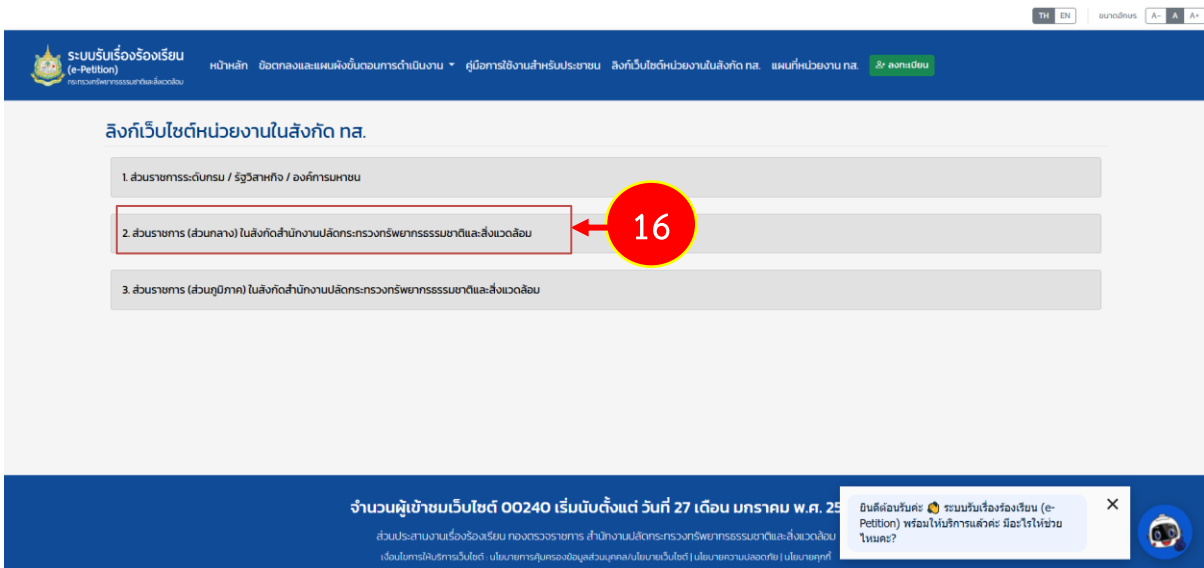 TH EN ขนาดอักษร A- A A+
ระบบรับเรื่องร้องเรียน
(e-Petition)
กระทรวงทรัพยากรธรรมชาติและสิ่งแวดล้อม
หน้าหลัก ข้อตกลงและแผนผังขั้นตอนการดำเนินงาน คู่มือการใช้งานสำหรับประชาชน ลิงก์เว็บไซต์หน่วยงานในสังกัด ทส. แผนที่หน่วยงาน ทส. ลงทะเบียน
ลิงก์เว็บไซต์หน่วยงานในสังกัด ทส.
1. ส่วนราชการระดับกรม / รัฐวิสาหกิจ / องค์การมหาชน
2. ส่วนราชการ (ส่วนกลาง) ในสังกัดสำนักงานปลัดกระทรวงทรัพยากรธรรมชาติและสิ่งแวดล้อม
16
3. ส่วนราชการ (ส่วนภูมิภาค) ในสังกัดสำนักงานปลัดกระทรวงทรัพยากรธรรมชาติและสิ่งแวดล้อม
จำนวนผู้เข้าชมเว็บไซต์ 00240 เริ่มนับตั้งแต่ วันที่ 27 เดือน มกราคม พ.ศ. 25
ส่วนประสานงานเรื่องร้องเรียน กองตรวจราชการ สำนักงานปลัดกระทรวงทรัพยากรธรรมชาติและสิ่งแวดล้อม
เงื่อนไขการให้บริการเว็บไซต์ : นโยบายการคุ้มครองข้อมูลส่วนบุคคล/นโยบายเว็บไซต์ | นโยบายความปลอดภัย | นโยบายคุกกี้
ยินดีต้อนรับค่ะ ระบบรับเรื่องร้องเรียน (e-
Petition) พร้อมให้บริการแล้วค่ะ มีอะไรให้ช่วย
ไหมคะ?